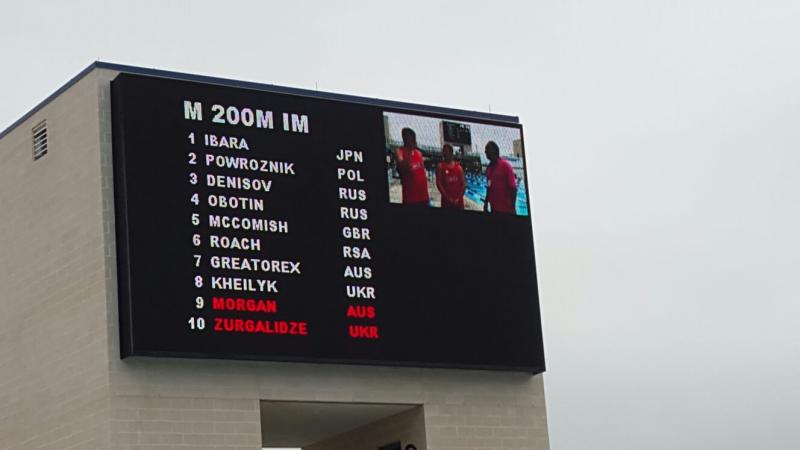 M 200M IM
1 IBARA JPN
2 POWROZNIK POL
3 DENISOV RUS
4 OBOTIN RUS
5 MCCOMISH GBR
6 ROACH RSA
7 GREATOREX AUS
8 KHEILYK UKR
9 MORGAN AUS
10 ZURGALIDZE UKR